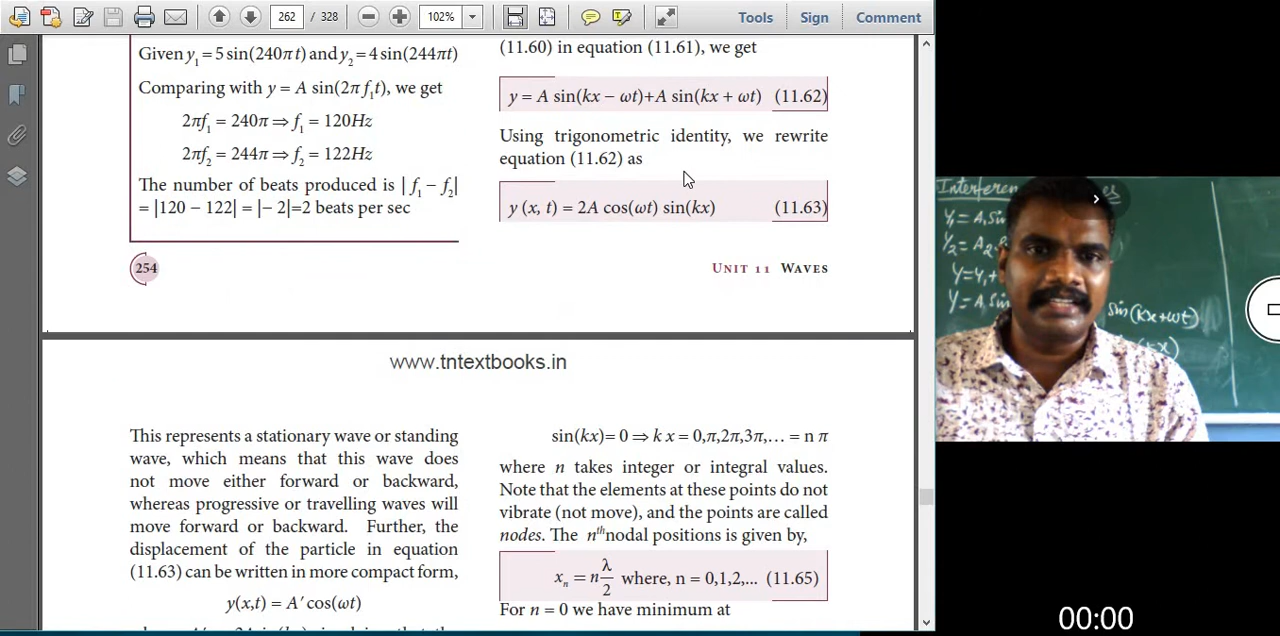 262 / 328
102%
Tools
Sign
Comment
Given y₁ = 5 sin(240πt) and y₂ = 4 sin(244πt)
Comparing with y = A sin(2π f₁t), we get
2πf₁ = 240π ⇒ f₁ = 120Hz
2πf₂ = 244π ⇒ f₂ = 122Hz
The number of beats produced is | f₁ − f₂|
= |120 − 122| = |− 2|=2 beats per sec
254
(11.60) in equation (11.61), we get
y = A sin(kx − ωt)+A sin(kx + ωt) (11.62)
Using trigonometric identity, we rewrite
equation (11.62) as
y (x, t) = 2A cos(ωt) sin(kx) (11.63)
UNIT 11 WAVES
www.tntextbooks.in
This represents a stationary wave or standing
wave, which means that this wave does
not move either forward or backward,
whereas progressive or travelling waves will
move forward or backward. Further, the
displacement of the particle in equation
(11.63) can be written in more compact form,
y(x,t) = A′ cos(ωt)
sin(kx)= 0 ⇒ k x = 0,π,2π,3π,… = n π
where n takes integer or integral values.
Note that the elements at these points do not
vibrate (not move), and the points are called
nodes. The nᵗʰ nodal positions is given by,
xₙ = n λ/2 where, n = 0,1,2,... (11.65)
For n = 0 we have minimum at
Interferen
Y₁ = A₁ Sin
Y₂ = A₂
Y = Y₁ +
Y = A, Sin
sin(kx+ωt)
00:00